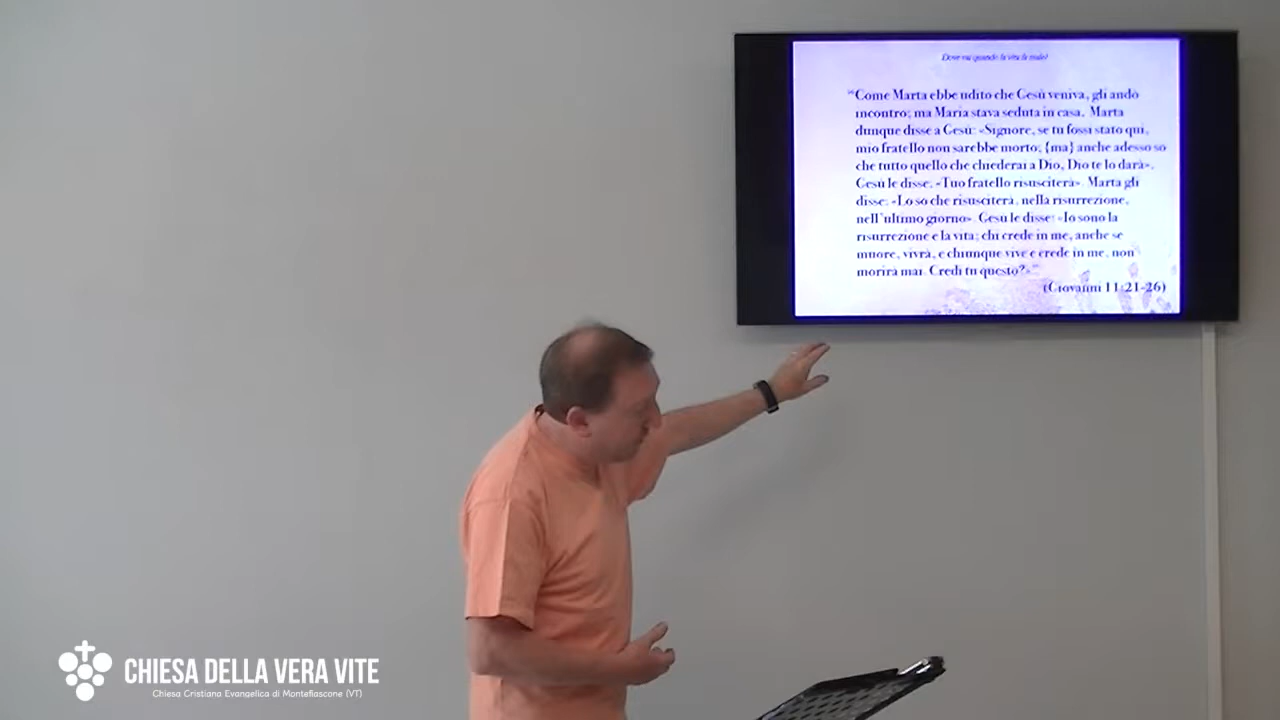 Dove vai quando la vita fa male?
Come Marta ebbe udito che Gesù veniva, gli andò
incontro; ma Maria stava seduta in casa. Marta
dunque disse a Gesù: «Signore, se tu fossi stato qui,
mio fratello non sarebbe morto; {ma} anche adesso so
che tutto quello che chiederai a Dio, Dio te lo darà».
Gesù le disse: «Tuo fratello risusciterà». Marta gli
disse: «Lo so che risusciterà, nella risurrezione,
nell'ultimo giorno». Gesù le disse: «Io sono la
risurrezione e la vita; chi crede in me, anche se
muore, vivrà; e chiunque vive e crede in me, non
morirà mai. Credi tu questo?»
(Giovanni 11:21-26)
CHIESA DELLA VERA VITE
Chiesa Cristiana Evangelica di Montefiascone (VT)